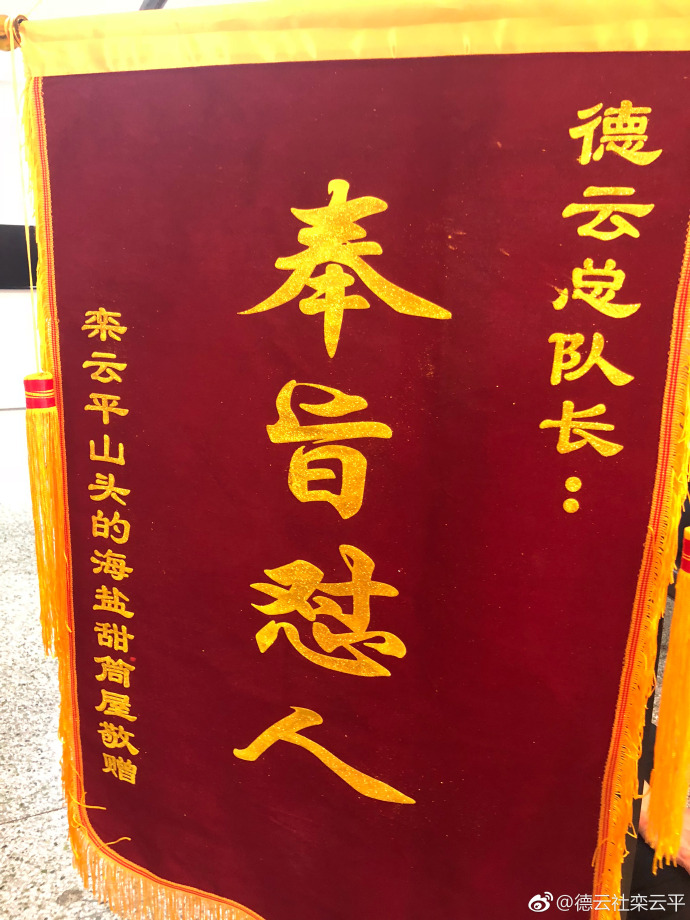 德云总队长：
奉旨怼人
栾云平山头的海盐甜筒屋敬赠
@德云社栾云平